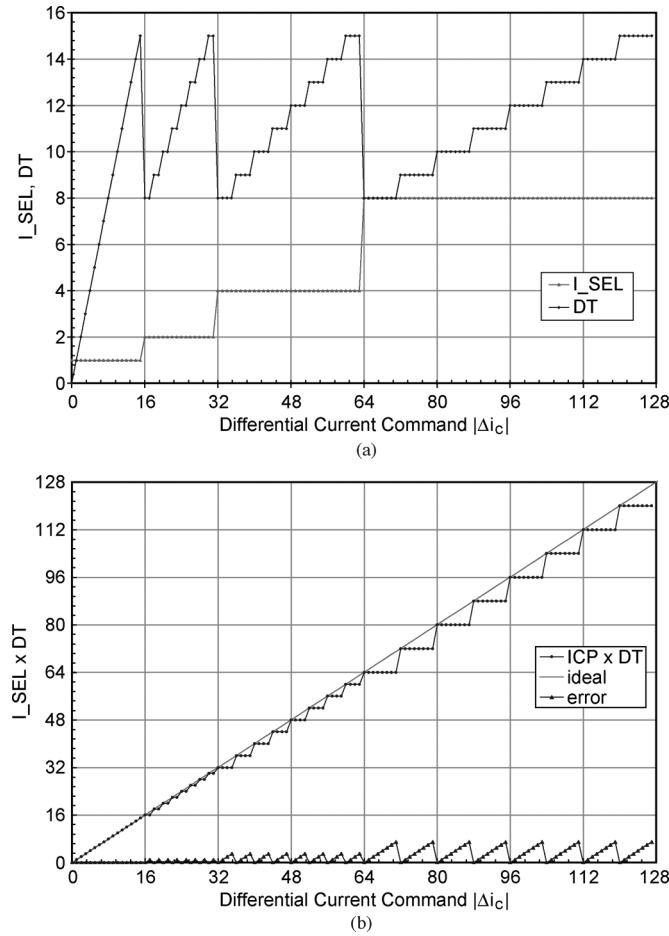 16
14
12
10
8
6
4
2
0
I_SEL, DT
I_SEL
DT
0 16 32 48 64 80 96 112 128
Differential Current Command |Δic|
(a)
128
112
96
80
64
48
32
16
0
I_SEL x DT
ICP x DT
ideal
error
0 16 32 48 64 80 96 112 128
Differential Current Command |Δic|
(b)